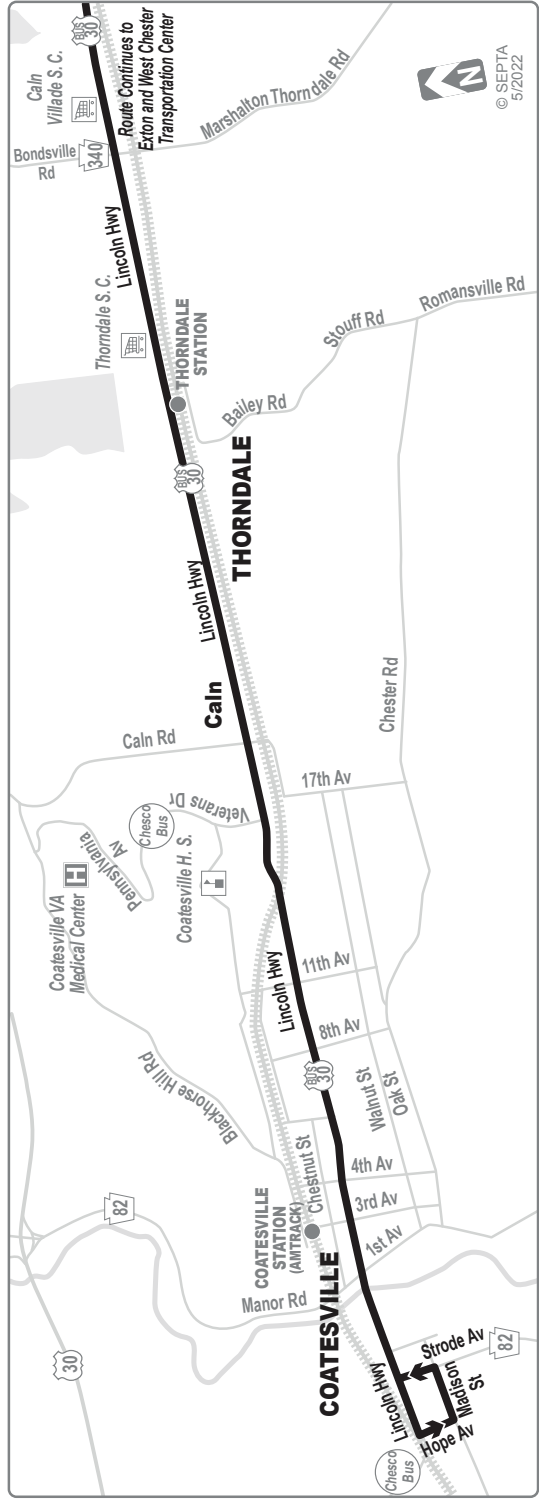 BUS
30
Caln
Villade S. C.
Route Continues to
Exton and West Chester
Transportation Center
Marshalton Thorndale Rd
N
© SEPTA
5/2022
Bondsville
Rd
340
Lincoln Hwy
Thorndale S. C.
THORNDALE
STATION
Stouff Rd
Romansville Rd
Bailey Rd
BUS
30
THORNDALE
Lincoln Hwy
Caln
Caln Rd
Chester Rd
17th Av
Veterans Dr
Chesco
Bus
Pennsylvania
Av
H
Coatesville VA
Medical Center
Coatesville H. S.
Lincoln Hwy
11th Av
8th Av
BUS
30
Walnut St
Oak St
Blackhorse Hill Rd
Chestnut St
4th Av
3rd Av
1st Av
COATESVILLE
STATION
(AMTRACK)
82
Manor Rd
COATESVILLE
30
Lincoln Hwy
Strode Av
82
Madison
St
Hope Av
Chesco
Bus